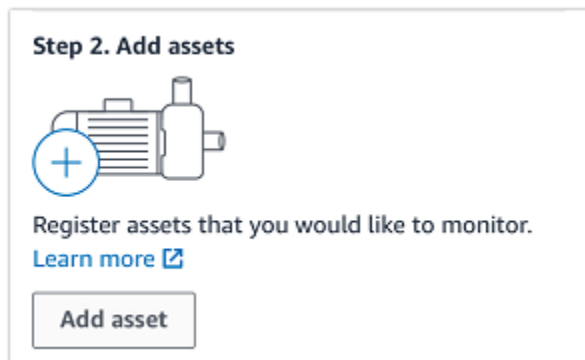 Step 2. Add assets
Register assets that you would like to monitor.
Learn more
Add asset